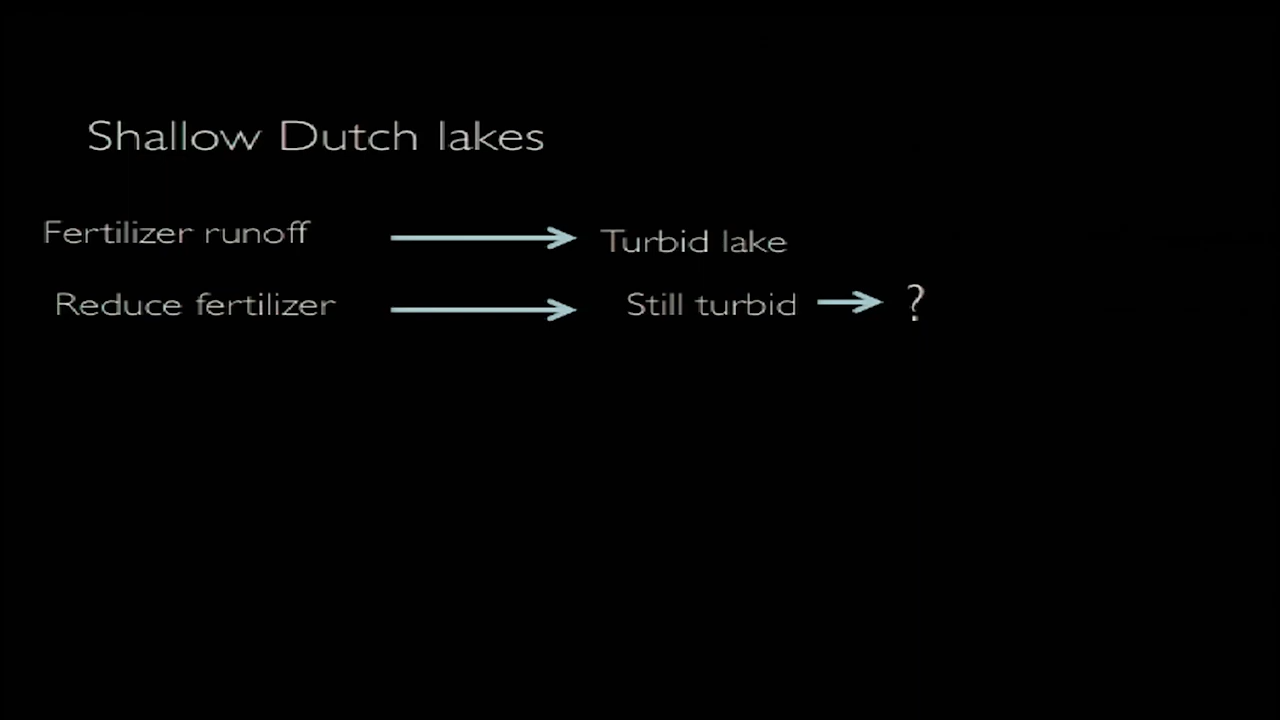 Shallow Dutch lakes
Fertilizer runoff
Turbid lake
Reduce fertilizer
Still turbid
?